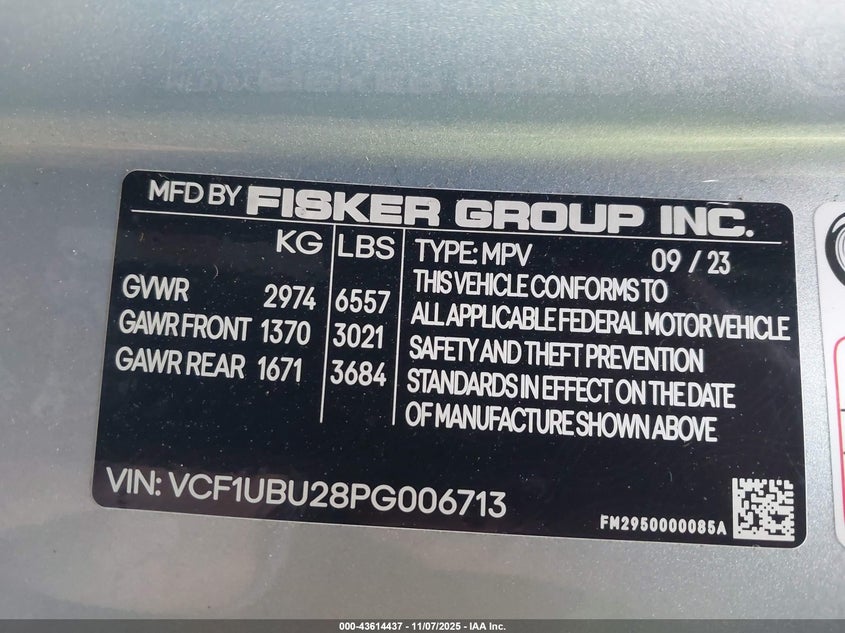 MFD BY FISKER GROUP INC.
KG LBS
GVWR 2974 6557
GAWR FRONT 1370 3021
GAWR REAR 1671 3684
TYPE: MPV 09 / 23
THIS VEHICLE CONFORMS TO
ALL APPLICABLE FEDERAL MOTOR VEHICLE
SAFETY AND THEFT PREVENTION
STANDARDS IN EFFECT ON THE DATE
OF MANUFACTURE SHOWN ABOVE
VIN: VCF1UBU28PG006713
FM2950000085A
000-43614437 - 11/07/2025 - IAA Inc.